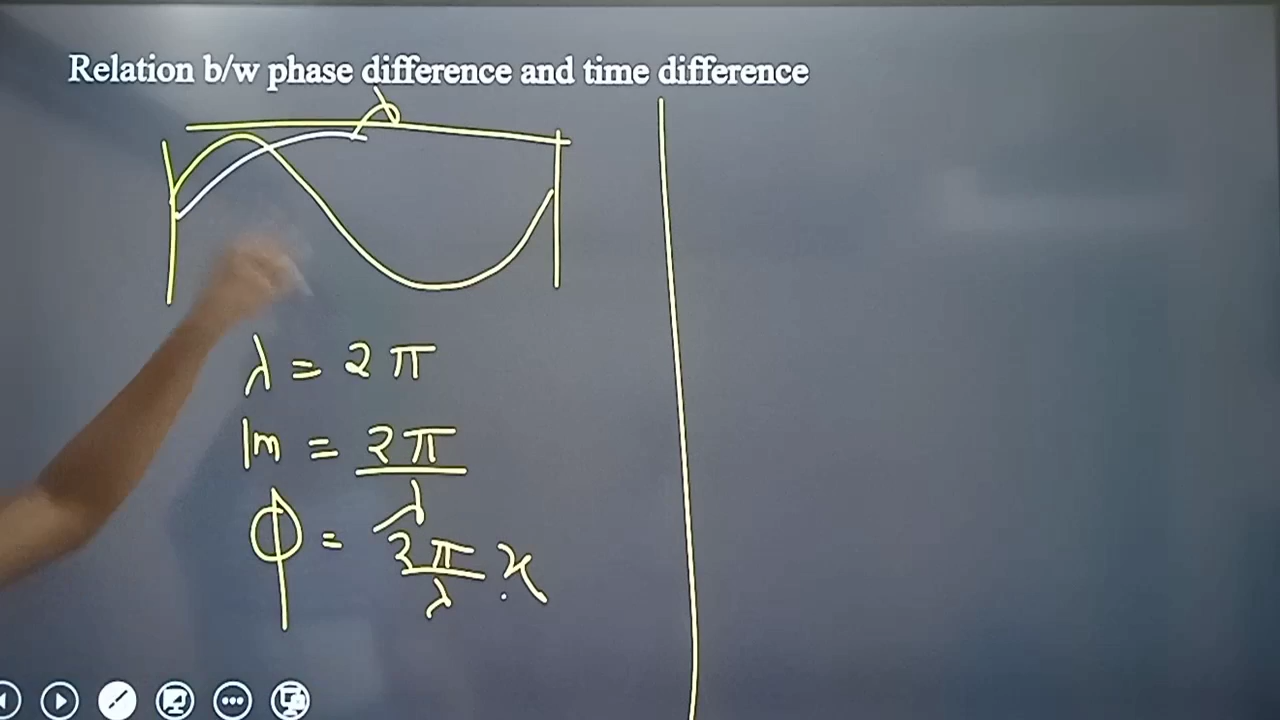 Relation b/w phase difference and time difference
λ
λ = 2π
1m = 2π/λ
ϕ = 2π/λ . x